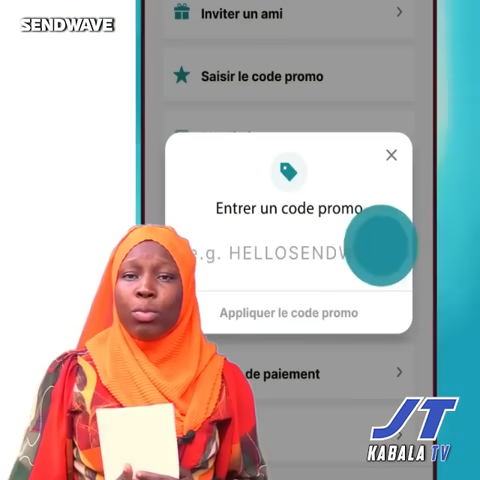 SENDWAVE
Inviter un ami
Saisir le code promo
Entrer un code promo
e.g. HELLOSENDW
Appliquer le code promo
de paiement
JT
KABALA TV